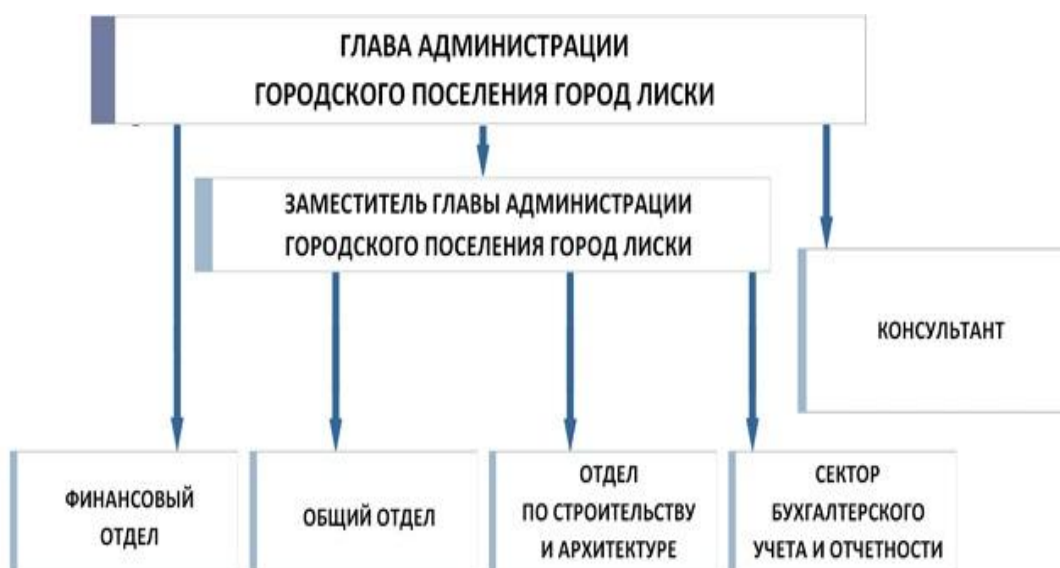 ГЛАВА АДМИНИСТРАЦИИ
ГОРОДСКОГО ПОСЕЛЕНИЯ ГОРОД ЛИСКИ
ЗАМЕСТИТЕЛЬ ГЛАВЫ АДМИНИСТРАЦИИ
ГОРОДСКОГО ПОСЕЛЕНИЯ ГОРОД ЛИСКИ
КОНСУЛЬТАНТ
ФИНАНСОВЫЙ
ОТДЕЛ
ОБЩИЙ ОТДЕЛ
ОТДЕЛ
ПО СТРОИТЕЛЬСТВУ
И АРХИТЕКТУРЕ
СЕКТОР
БУХГАЛТЕРСКОГО
УЧЕТА И ОТЧЕТНОСТИ